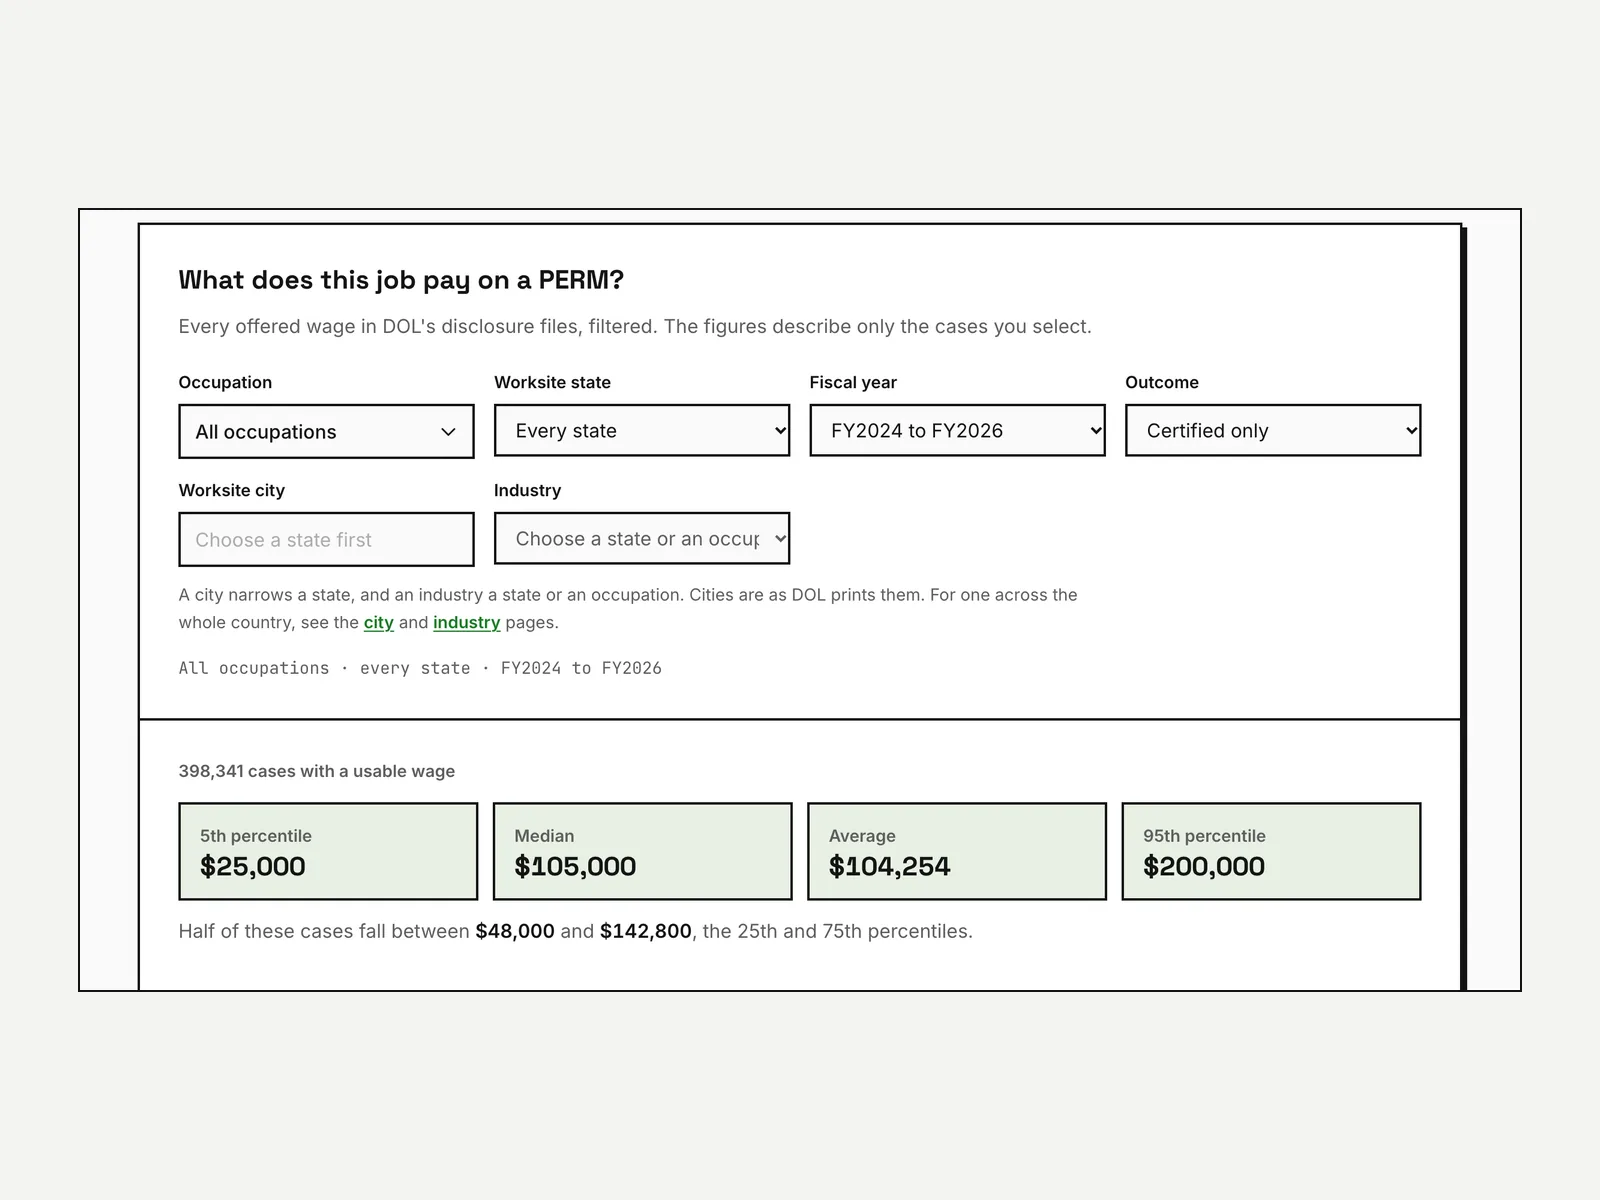 What does this job pay on a PERM?
Every offered wage in DOL's disclosure files, filtered. The figures describe only the cases you select.
Occupation
Worksite state
Fiscal year
Outcome
All occupations
Every state
FY2024 to FY2026
Certified only
Worksite city
Industry
Choose a state first
Choose a state or an occup
A city narrows a state, and an industry a state or an occupation. Cities are as DOL prints them. For one across the
whole country, see the city and industry pages.
All occupations · every state · FY2024 to FY2026
398,341 cases with a usable wage
5th percentile
$25,000
Median
$105,000
Average
$104,254
95th percentile
$200,000
Half of these cases fall between $48,000 and $142,800, the 25th and 75th percentiles.